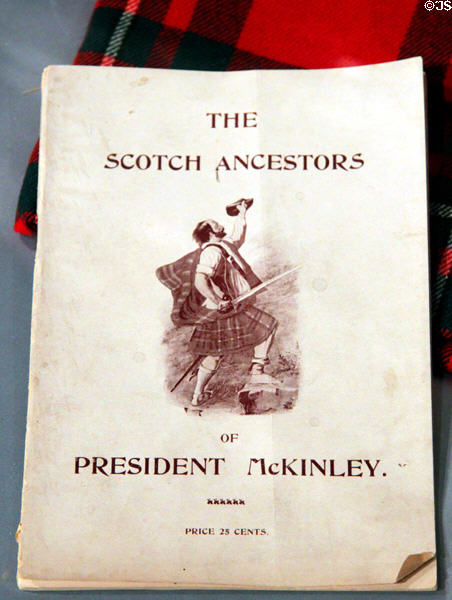 ©JS
THE
SCOTCH ANCESTORS
OF
PRESIDENT McKINLEY.
PRICE 25 CENTS.